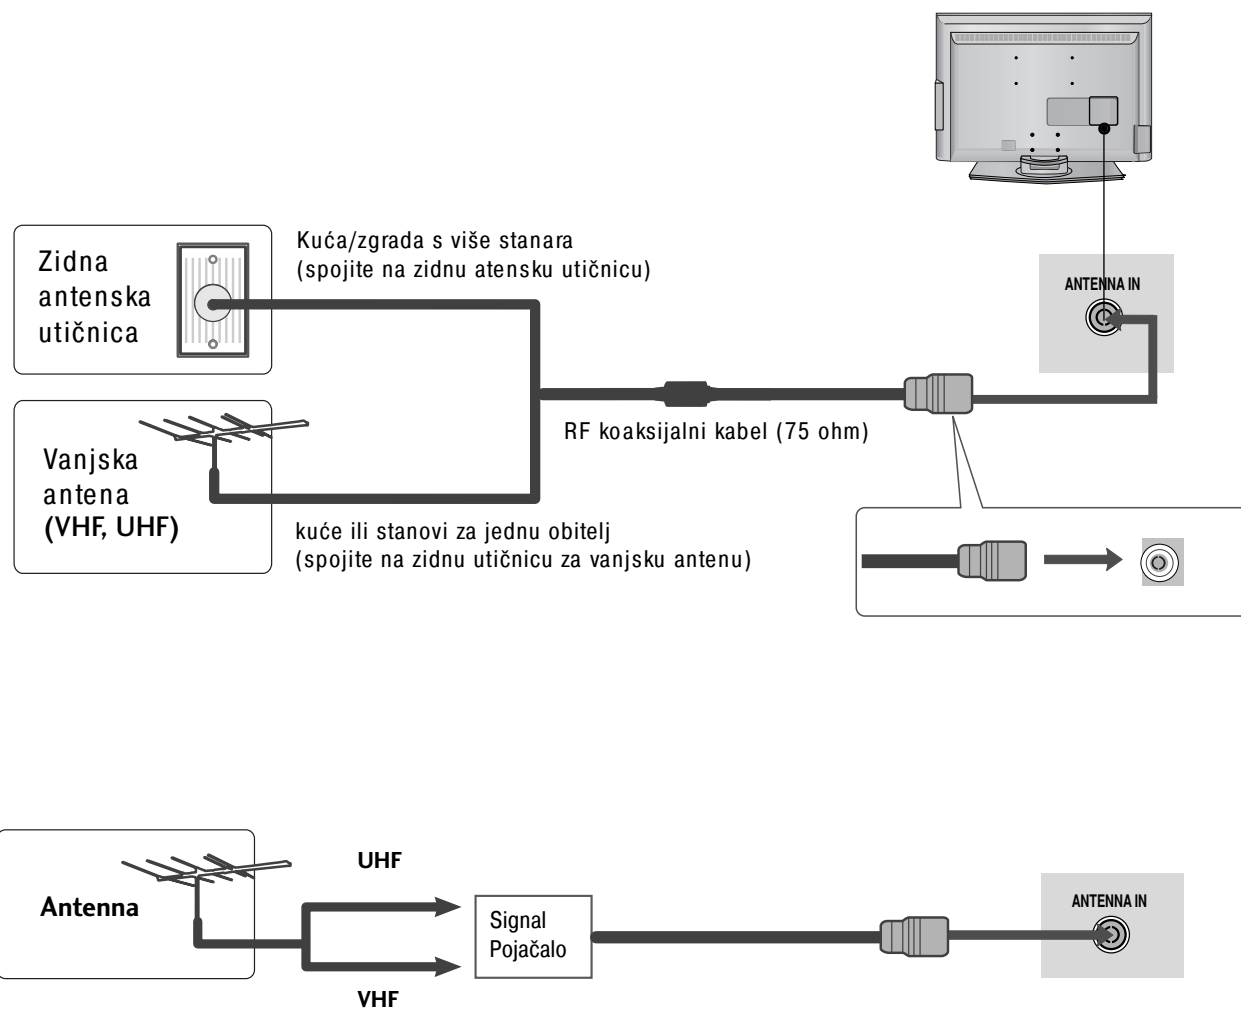 Zidna
antenska
utičnica
Kuća/zgrada s više stanara
(spojite na zidnu atensku utičnicu)
ANTENNA IN
Vanjska
antena
(VHF, UHF)
RF koaksijalni kabel (75 ohm)
kuće ili stanovi za jednu obitelj
(spojite na zidnu utičnicu za vanjsku antenu)
Antenna
UHF
VHF
Signal
Pojačalo
ANTENNA IN